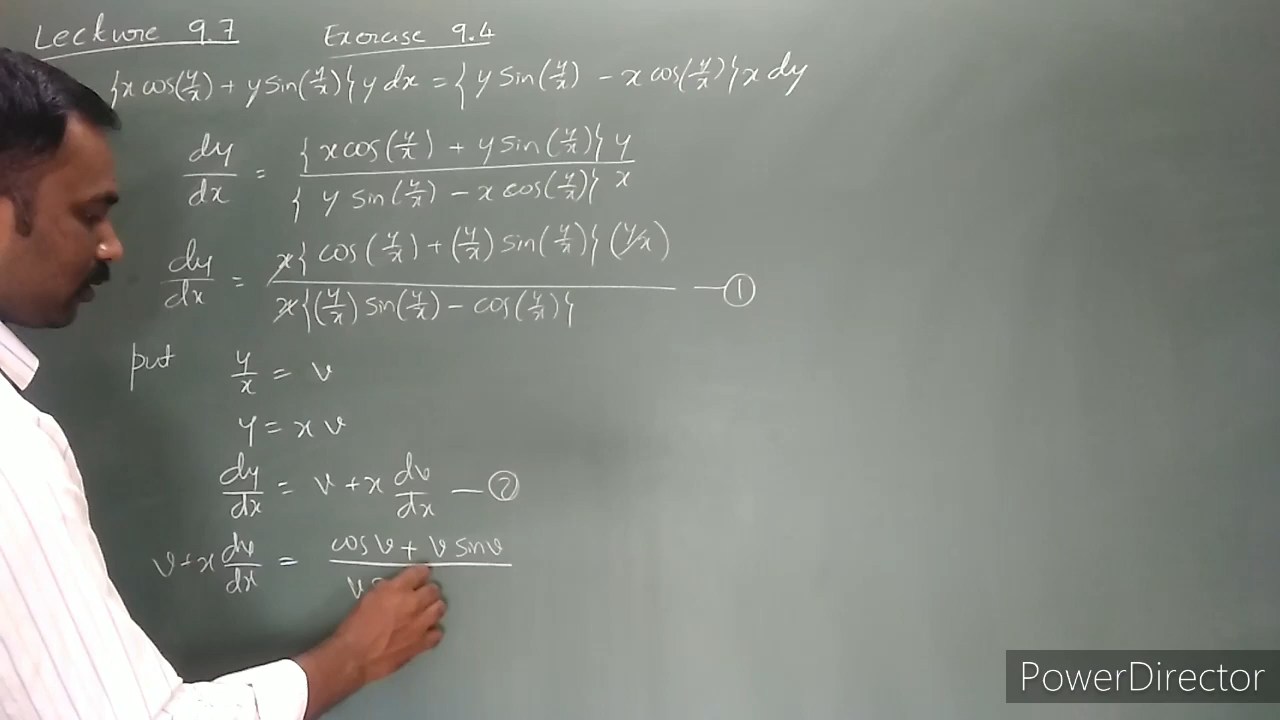 Lecture 9.7 Exercise 9.4
{x cos(y/x) + y sin(y/x)} y dx = { y Sin(y/x) - x cos(y/x)} x dy
dy/dx = {x cos(y/x) + y sin(y/x)} y / { y sin(y/x) - x cos(y/x)} x
dy/dx = x{ cos(y/x) + (y/x) sin(y/x)} (y/x) / x{(y/x) sin(y/x) - cos(y/x)} — ①
put y/x = v
y = x v
dy/dx = v + x dv/dx — ②
v + x dv/dx = cos v + v sin v / v
PowerDirector